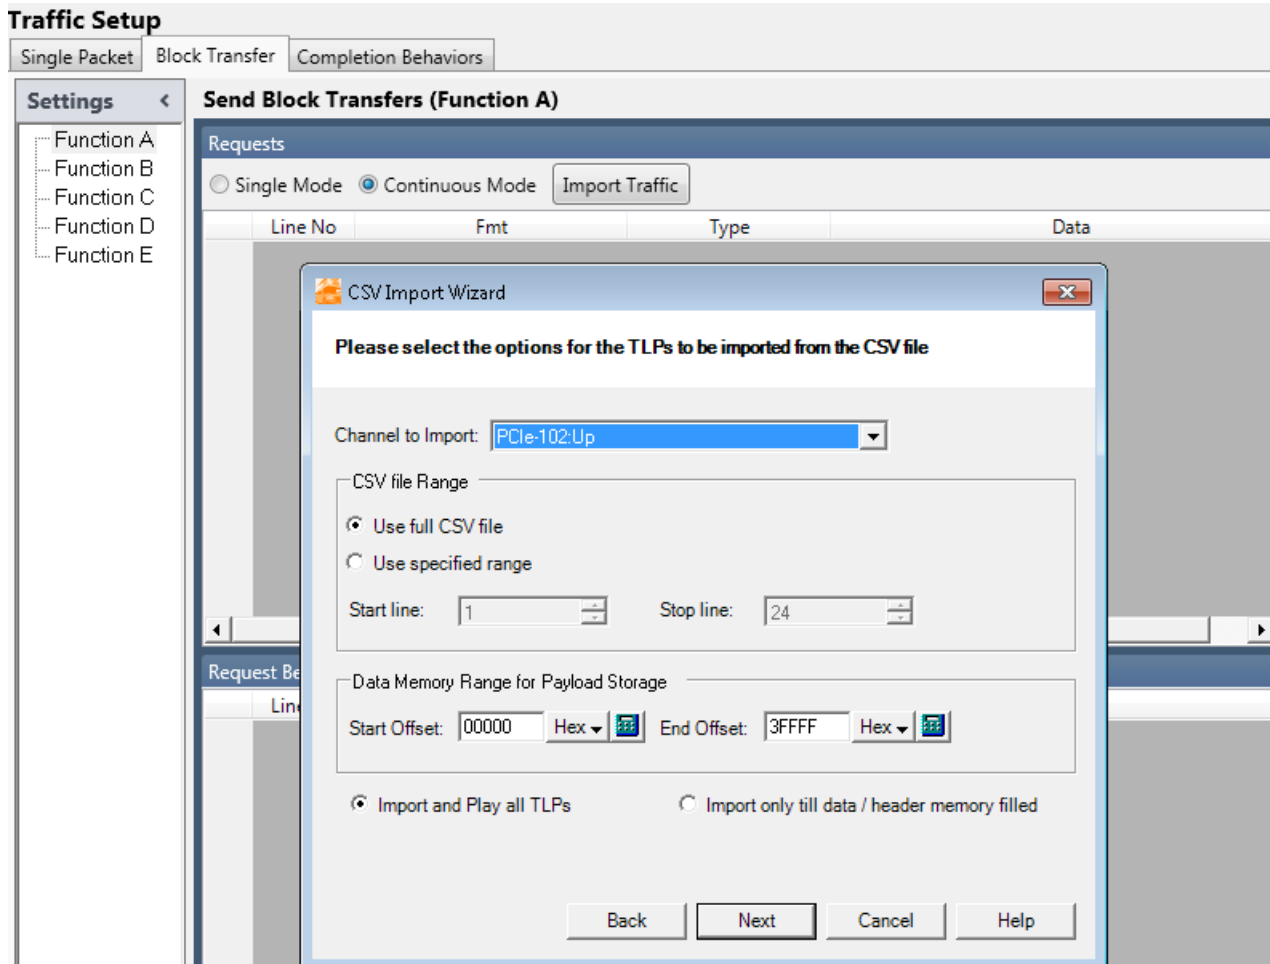 Traffic Setup
Single Packet Block Transfer Completion Behaviors
Settings < Send Block Transfers (Function A)
Function A
Function B
Function C
Function D
Function E
Requests
Single Mode Continuous Mode Import Traffic
Line No Fmt Type Data
CSV Import Wizard
Please select the options for the TLPs to be imported from the CSV file
Channel to Import: PCIe-102:Up
CSV file Range
Use full CSV file
Use specified range
Start line: 1 Stop line: 24
Data Memory Range for Payload Storage
Start Offset: 00000 Hex End Offset: 3FFFF Hex
Import and Play all TLPs Import only till data / header memory filled
Back Next Cancel Help
Request Be
Lin